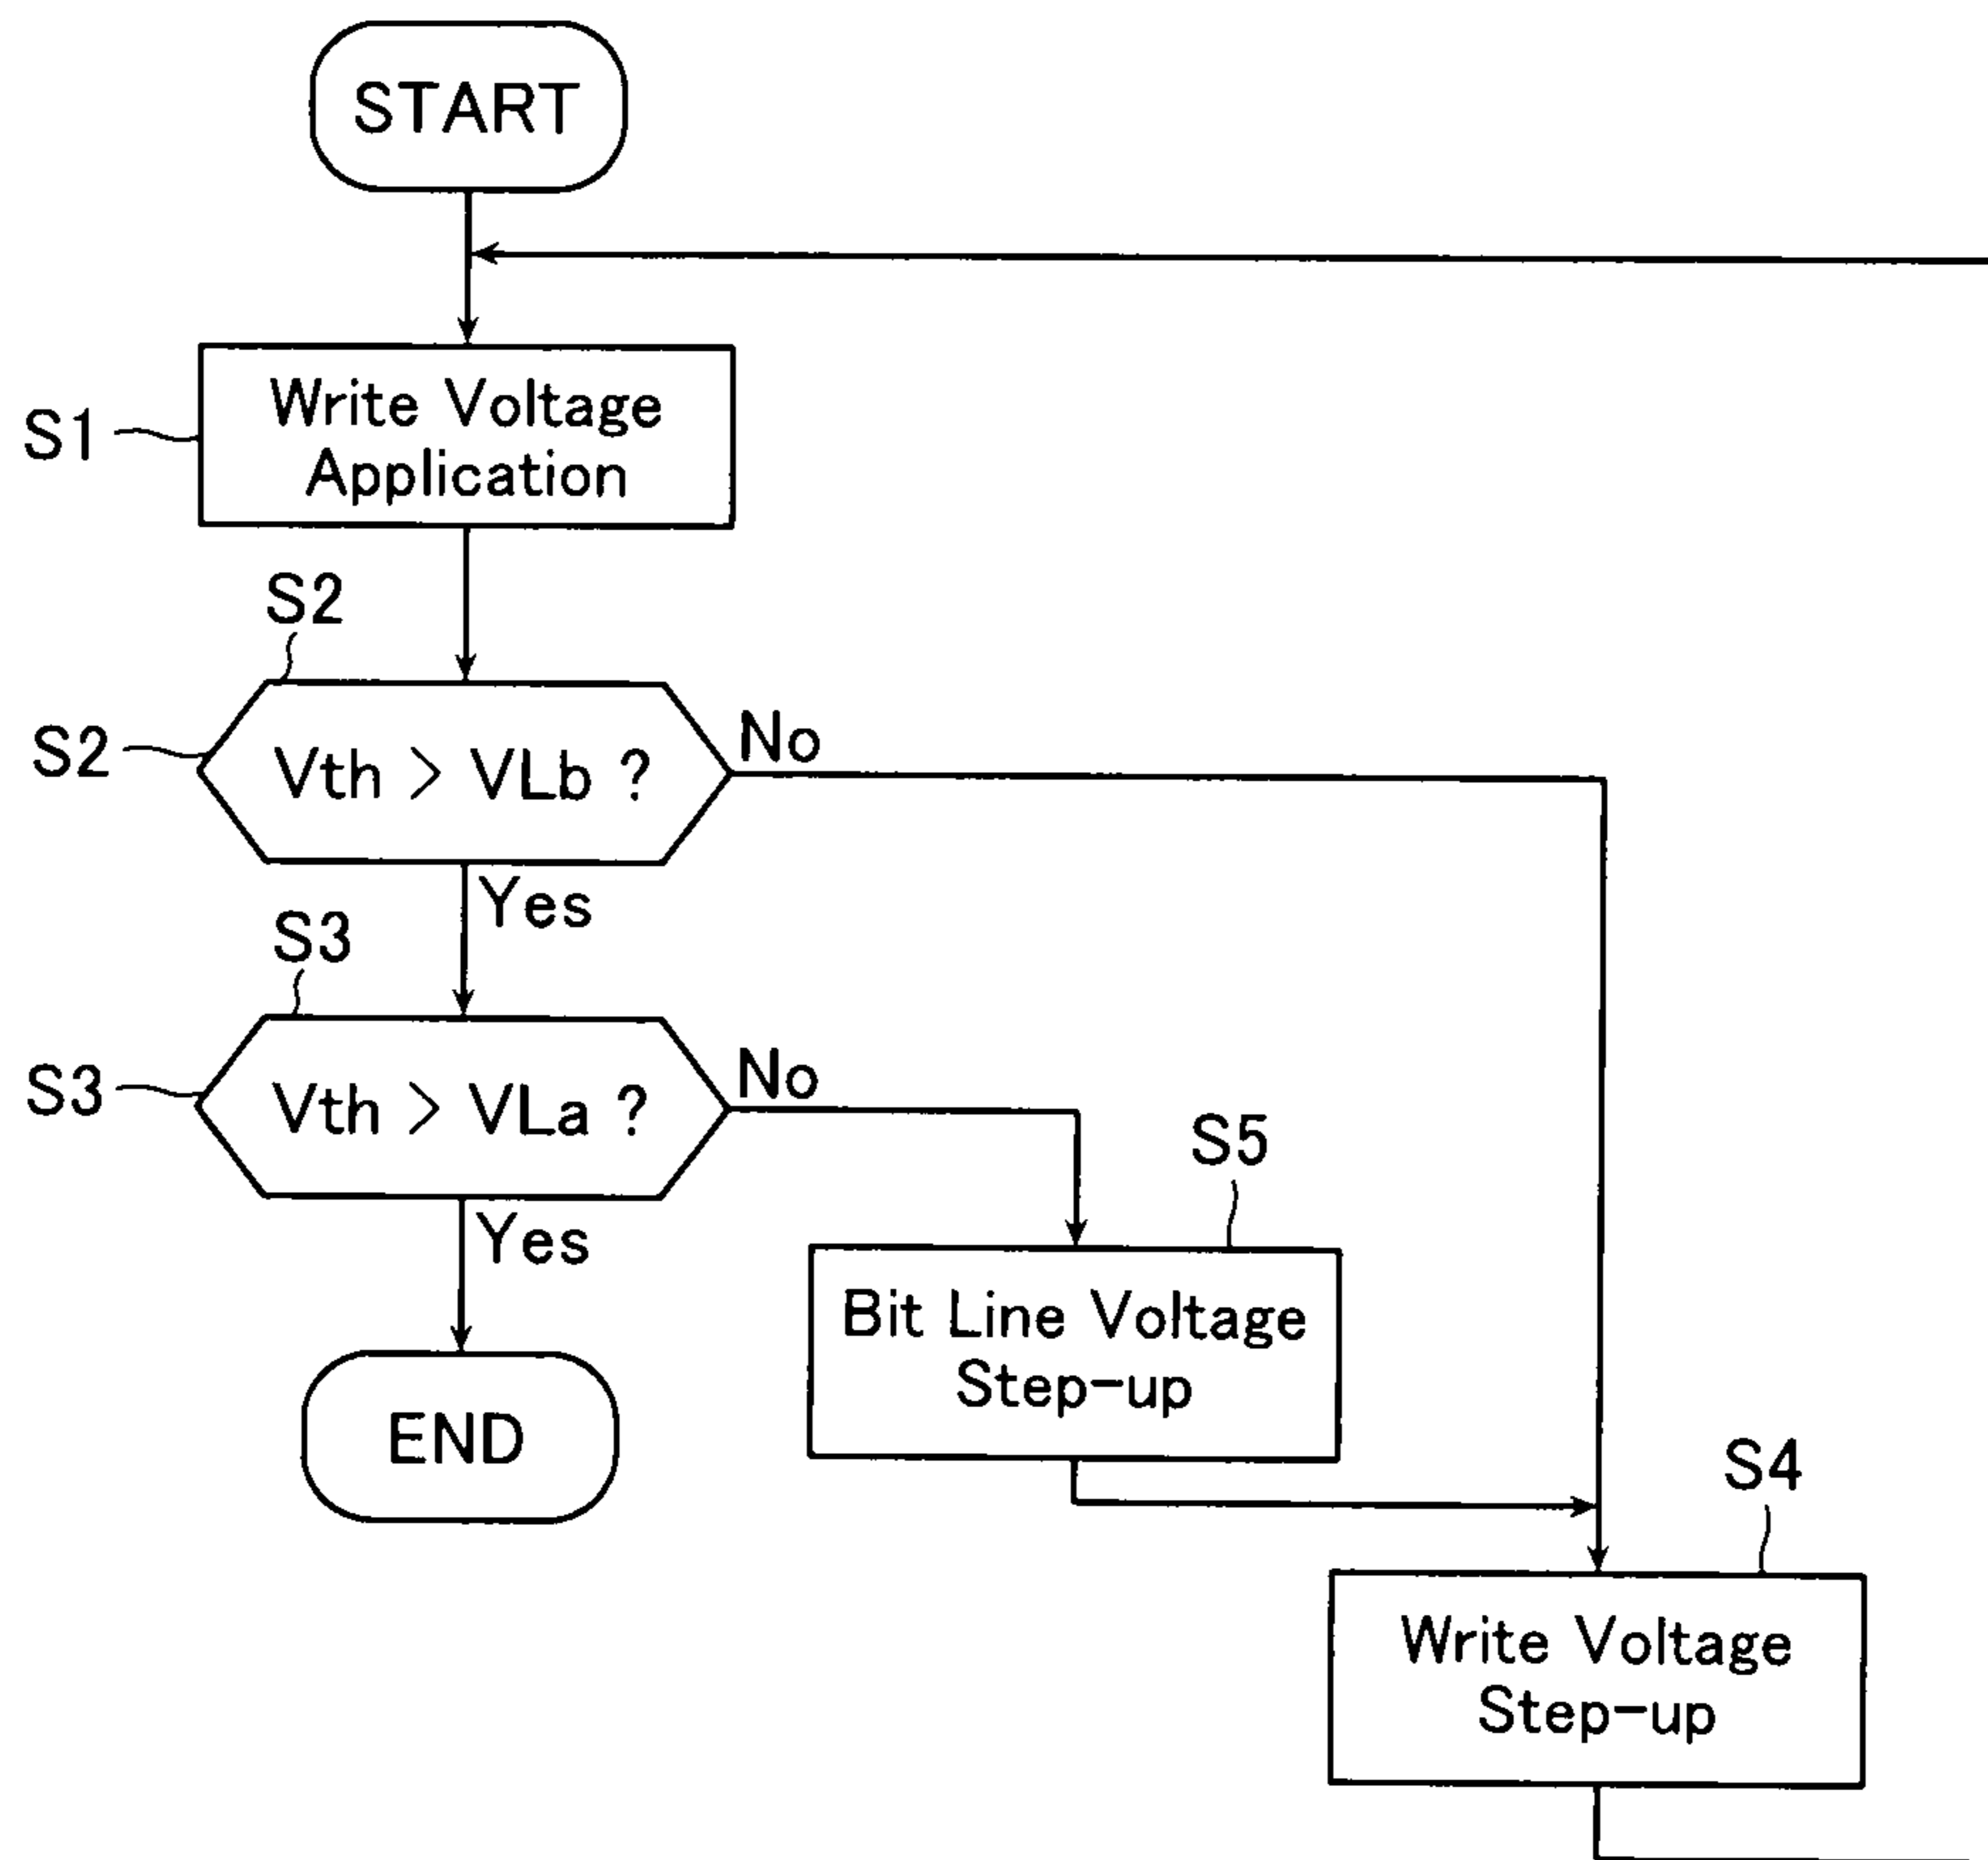 START
S1
Write Voltage
Application
S2
S2
Vth > VLb ?
No
Yes
S3
S3
Vth > VLa ?
No
Yes
S5
Bit Line Voltage
Step-up
END
S4
Write Voltage
Step-up